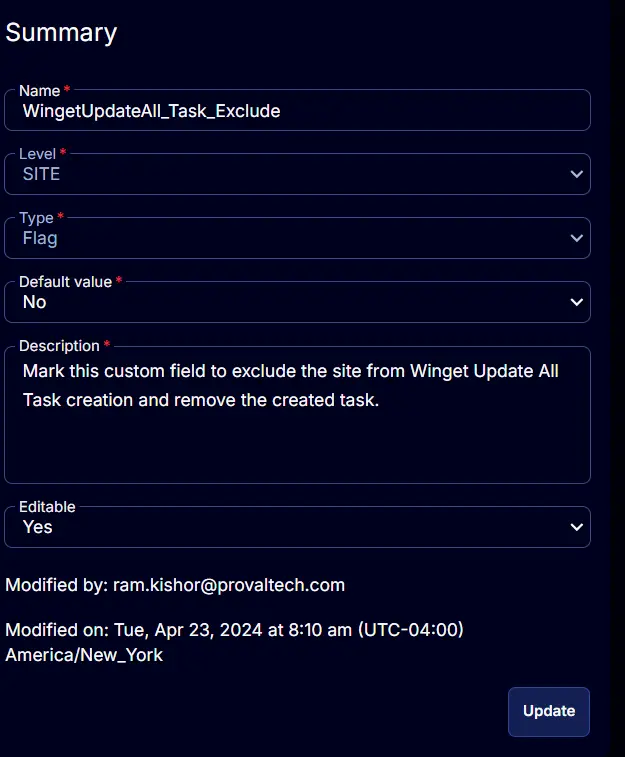 Summary
Name *
WingetUpdateAll_Task_Exclude
Level *
SITE
Type *
Flag
Default value *
No
Description *
Mark this custom field to exclude the site from Winget Update All
Task creation and remove the created task.
Editable
Yes
Modified by: ram.kishor@provaltech.com
Modified on: Tue, Apr 23, 2024 at 8:10 am (UTC-04:00)
America/New_York
Update